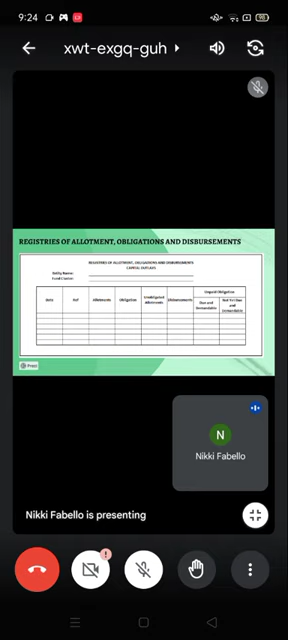 9:24
98
xwt-exgq-guh
REGISTRIES OF ALLOTMENT, OBLIGATIONS AND DISBURSEMENTS
REGISTRIES OF ALLOTMENT, OBLIGATIONS AND DISBURSEMENTS
CAPITAL OUTLAYS
Entity Name:
Fund Cluster:
Date
Ref
Allotments
Obligation
Unobligated
Allotments
Disbursements
Unpaid Obligation
Due and
Demandable
Not Yet Due
and
Demandable
N
Nikki Fabello
Nikki Fabello is presenting